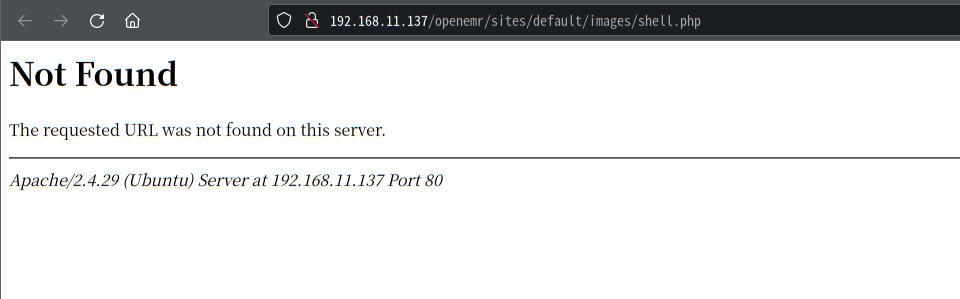 192.168.11.137/openemr/sites/default/images/shell.php
Not Found
The requested URL was not found on this server.
Apache/2.4.29 (Ubuntu) Server at 192.168.11.137 Port 80